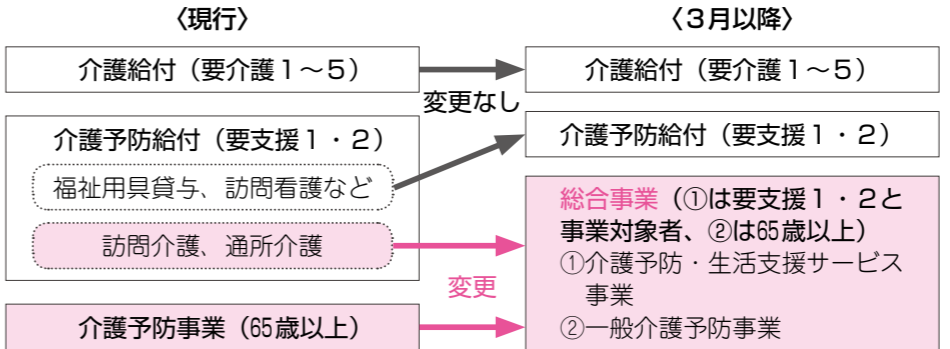 〈現行〉
介護給付（要介護１～５）
介護予防給付（要支援１・２）
福祉用具貸与、訪問看護など
訪問介護、通所介護
介護予防事業（65歳以上）
変更なし
変更
〈３月以降〉
介護給付（要介護１～５）
介護予防給付（要支援１・２）
総合事業（①は要支援１・２と
事業対象者、②は65歳以上）
①介護予防・生活支援サービス
事業
②一般介護予防事業